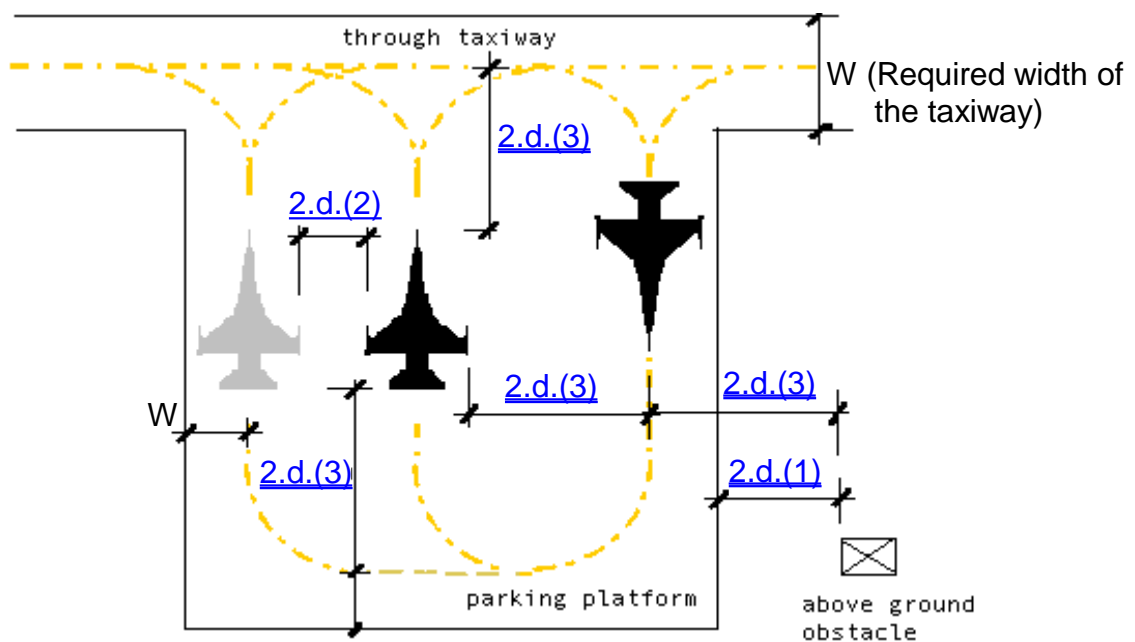 through taxiway
W (Required width of
the taxiway)
2.d.(3)
2.d.(2)
2.d.(3)
2.d.(3)
W
2.d.(3)
2.d.(1)
parking platform
above ground
obstacle